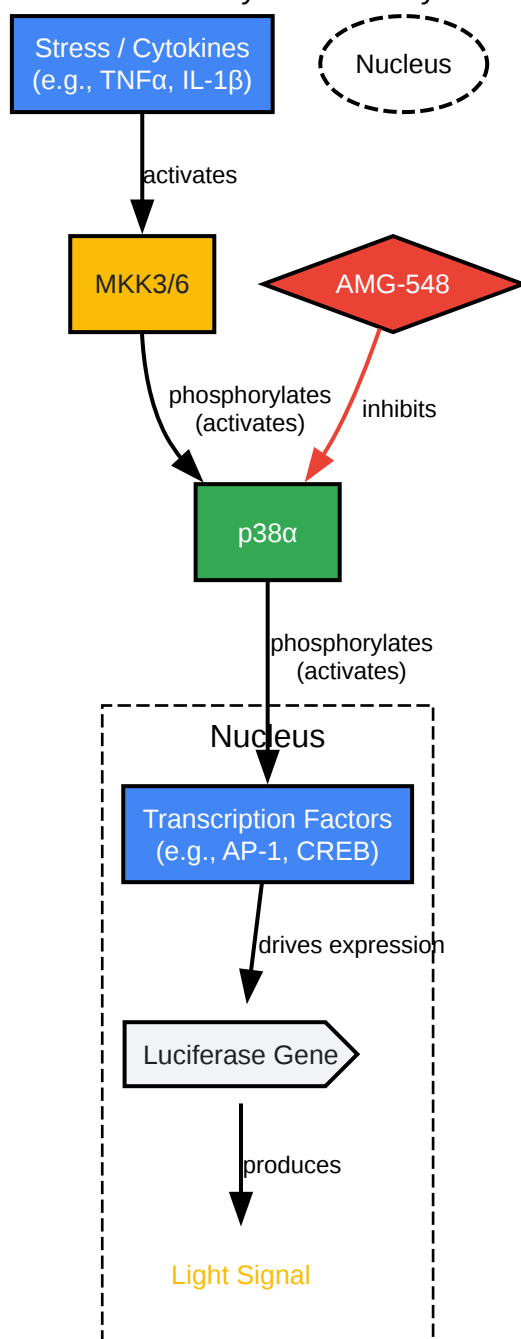 Stress / Cytokines
(e.g., TNFα, IL-1β)
Nucleus
activates
MKK3/6
AMG-548
phosphorylates
(activates)
inhibits
p38α
phosphorylates
(activates)
Nucleus
Transcription Factors
(e.g., AP-1, CREB)
drives expression
Luciferase Gene
produces
Light Signal